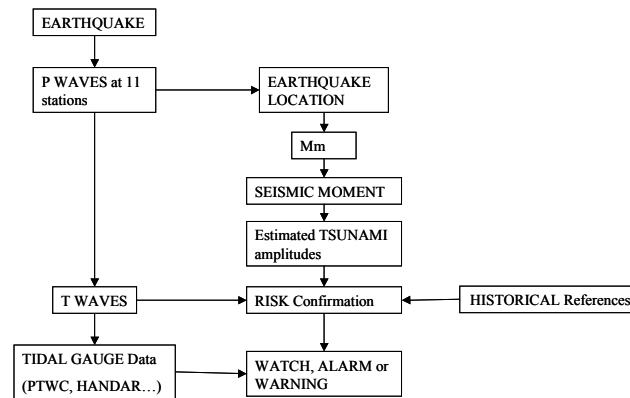 EARTHQUAKE
P WAVES at 11
stations
EARTHQUAKE
LOCATION
Mm
SEISMIC MOMENT
Estimated TSUNAMI
amplitudes
T WAVES
RISK Confirmation
HISTORICAL References
TIDAL GAUGE Data
(PTWC, HANDAR…)
WATCH, ALARM or
WARNING